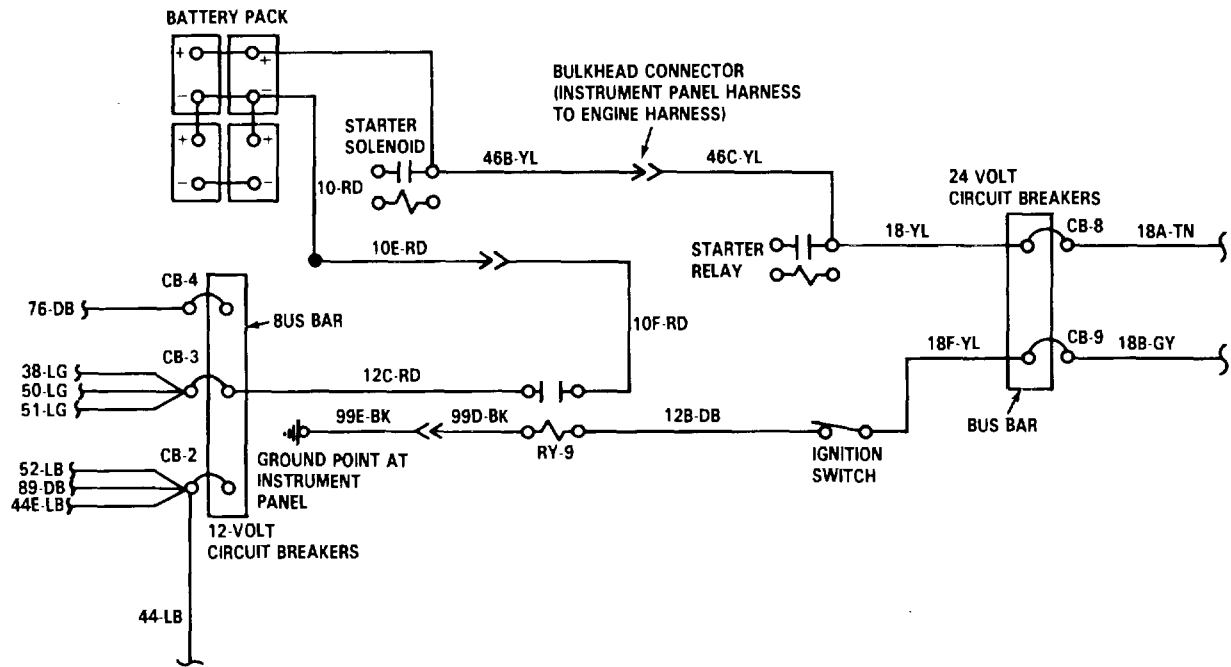 BATTERY PACK
+
+
−
−
+
+
−
−
BULKHEAD CONNECTOR
(INSTRUMENT PANEL HARNESS
TO ENGINE HARNESS)
STARTER
SOLENOID
46B-YL
46C-YL
10-RD
24 VOLT
CIRCUIT BREAKERS
CB-8
18A-TN
18-YL
STARTER
RELAY
10E-RD
CB-4
76-DB
8US BAR
10F-RD
CB-3
18F-YL
CB-9
18B-GY
38-LG
50-LG
51-LG
12C-RD
99E-BK
99D-BK
12B-DB
BUS BAR
CB-2
RY-9
IGNITION
SWITCH
GROUND POINT AT
INSTRUMENT
PANEL
52-LB
89-DB
44E-LB
12-VOLT
CIRCUIT BREAKERS
44-LB